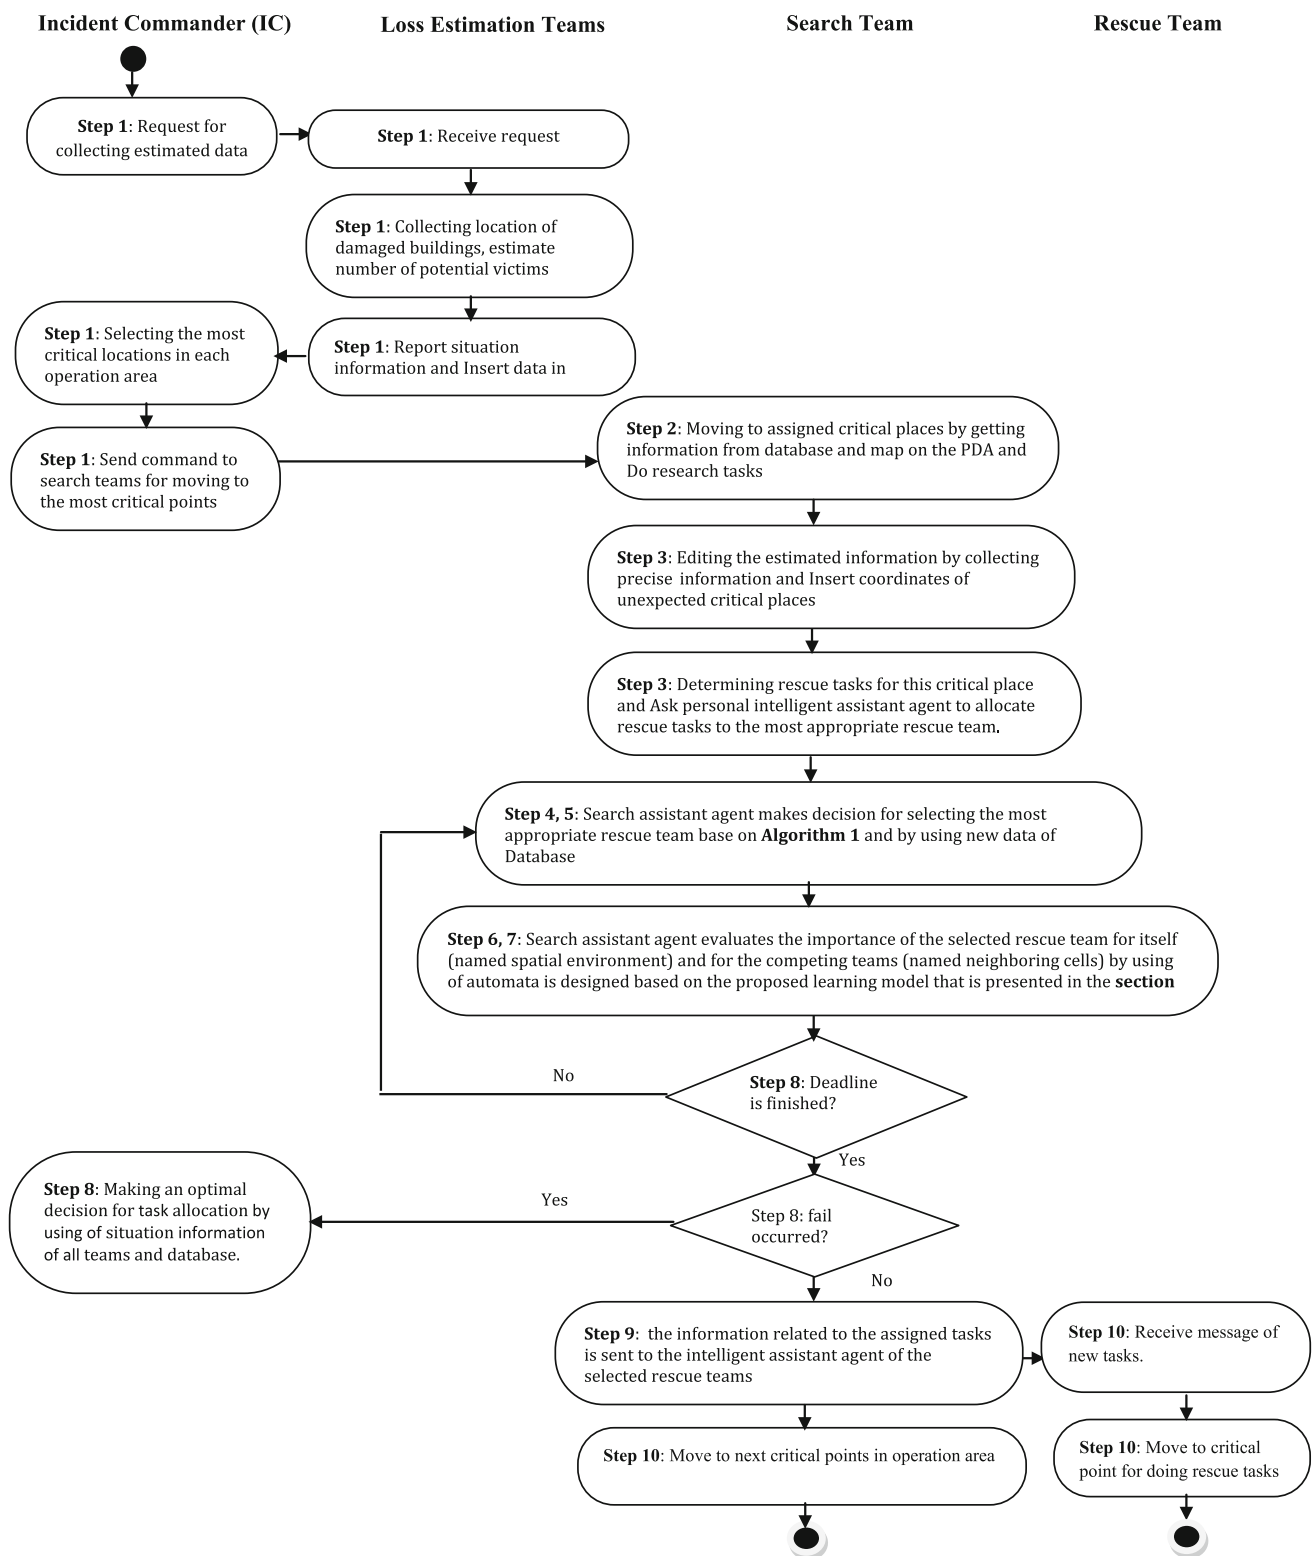 Incident Commander (IC)
Loss Estimation Teams
Search Team
Rescue Team
Step 1: Request for
collecting estimated data
Step 1: Receive request
Step 1: Collecting location of
damaged buildings, estimate
number of potential victims
Step 1: Selecting the most
critical locations in each
operation area
Step 1: Report situation
information and Insert data in
Step 1: Send command to
search teams for moving to
the most critical points
Step 2: Moving to assigned critical places by getting
information from database and map on the PDA and
Do research tasks
Step 3: Editing the estimated information by collecting
precise information and Insert coordinates of
unexpected critical places
Step 3: Determining rescue tasks for this critical place
and Ask personal intelligent assistant agent to allocate
rescue tasks to the most appropriate rescue team.
Step 4, 5: Search assistant agent makes decision for selecting the most
appropriate rescue team base on Algorithm 1 and by using new data of
Database
Step 6, 7: Search assistant agent evaluates the importance of the selected rescue team for itself
(named spatial environment) and for the competing teams (named neighboring cells) by using
of automata is designed based on the proposed learning model that is presented in the section
No
Step 8: Deadline
is finished?
Yes
Step 8: Making an optimal
decision for task allocation by
using of situation information
of all teams and database.
Yes
Step 8: fail
occurred?
No
Step 9: the information related to the assigned tasks
is sent to the intelligent assistant agent of the
selected rescue teams
Step 10: Receive message of
new tasks.
Step 10: Move to next critical points in operation area
Step 10: Move to critical
point for doing rescue tasks